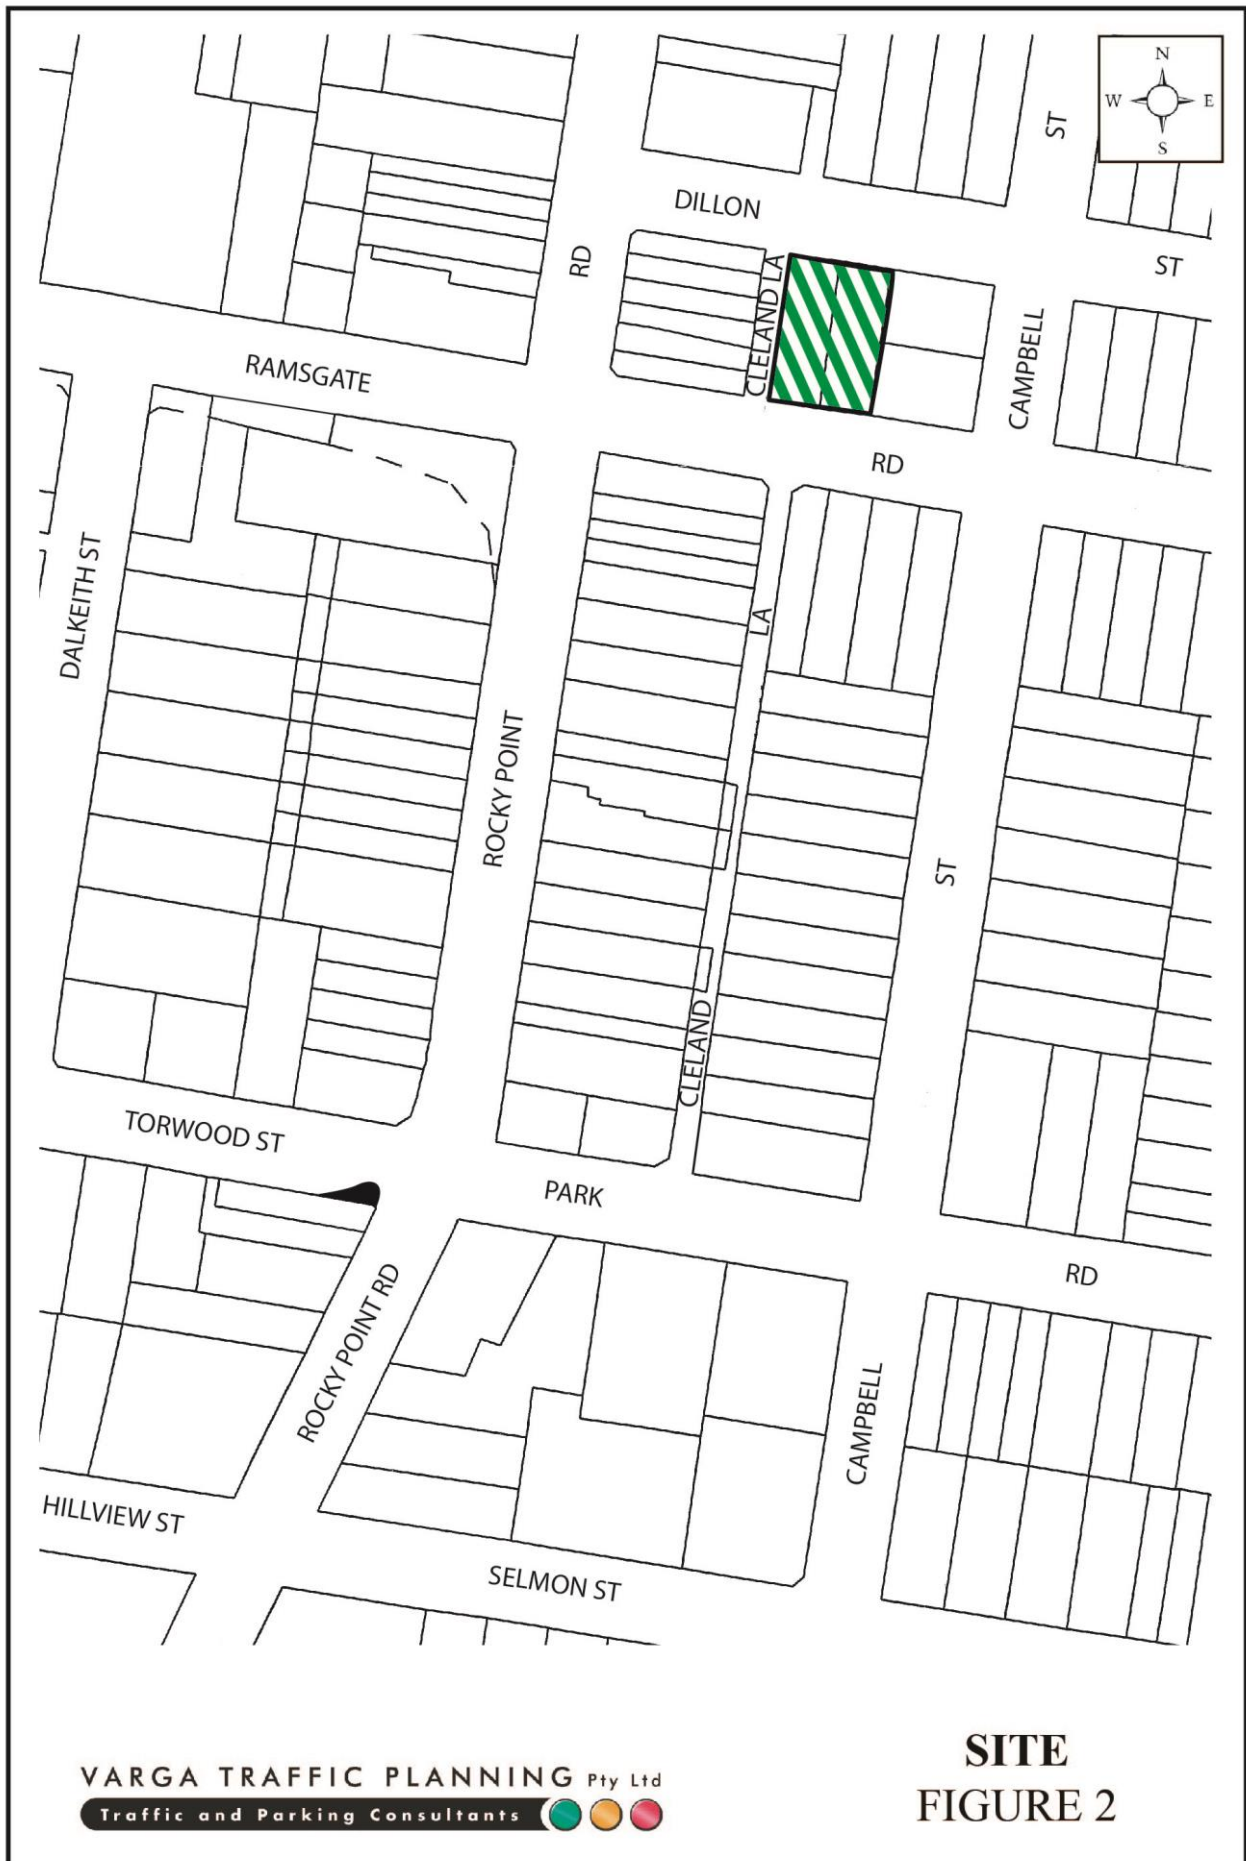 N
W E
S
ST
DILLON
ST
RD
CLELAND LA
CAMPBELL
RAMSGATE
RD
DALKEITH ST
LA
ROCKY POINT
ST
CLELAND
TORWOOD ST
PARK
RD
ROCKY POINT RD
CAMPBELL
HILLVIEW ST
SELMON ST
VARGA TRAFFIC PLANNING Pty Ltd
Traffic and Parking Consultants
SITE
FIGURE 2